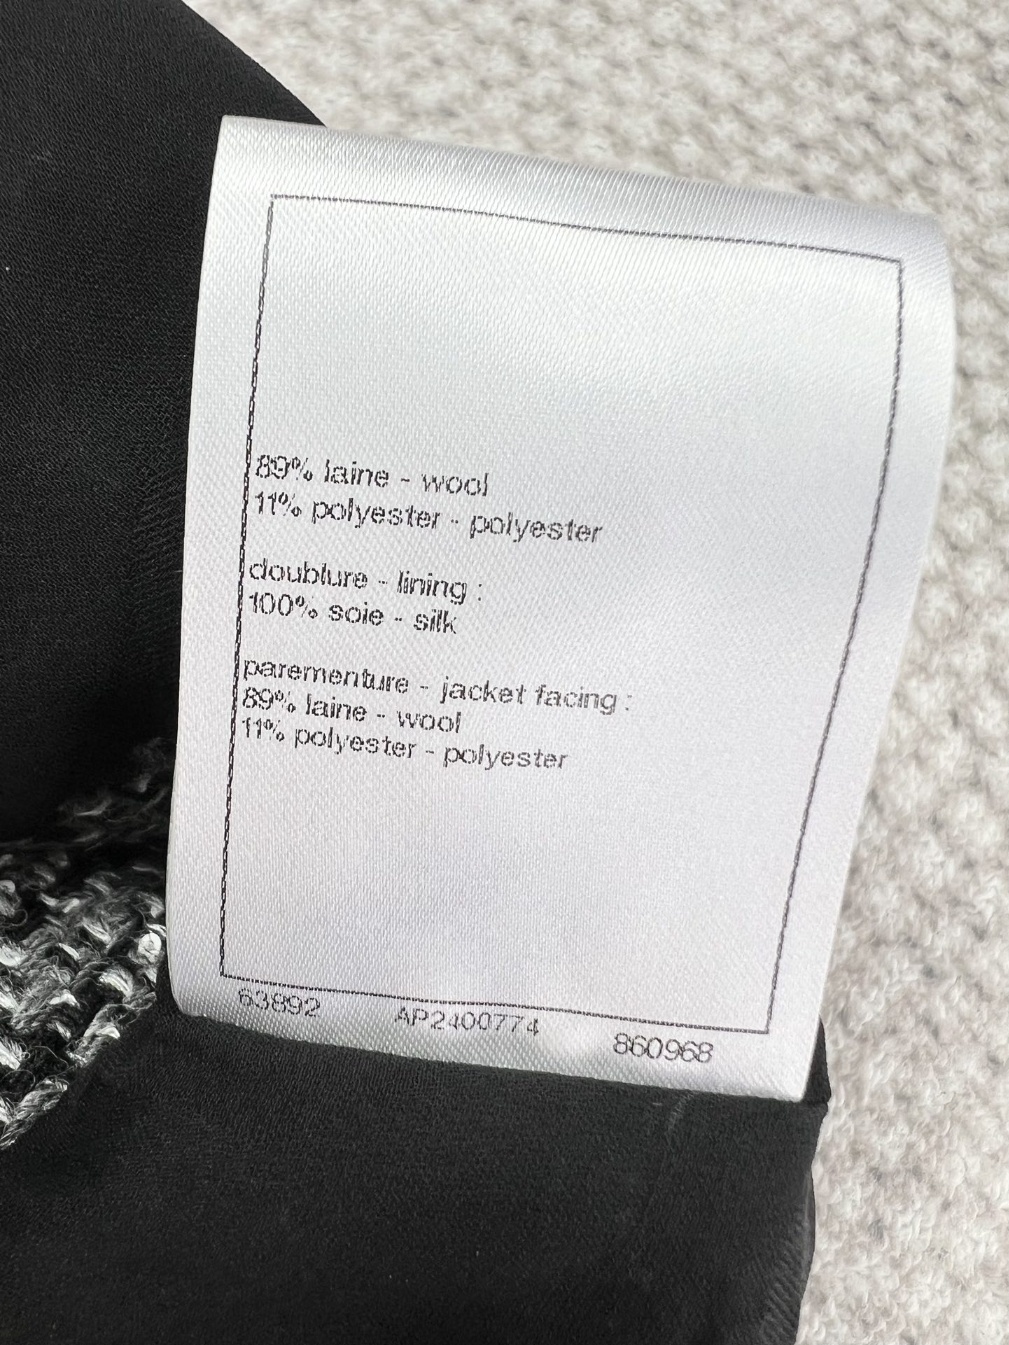 89% laine - wool
11% polyester - polyester
doublure - lining :
100% soie - silk
parementure - jacket facing :
89% laine - wool
11% polyester - polyester
63892 AP2400774 860968